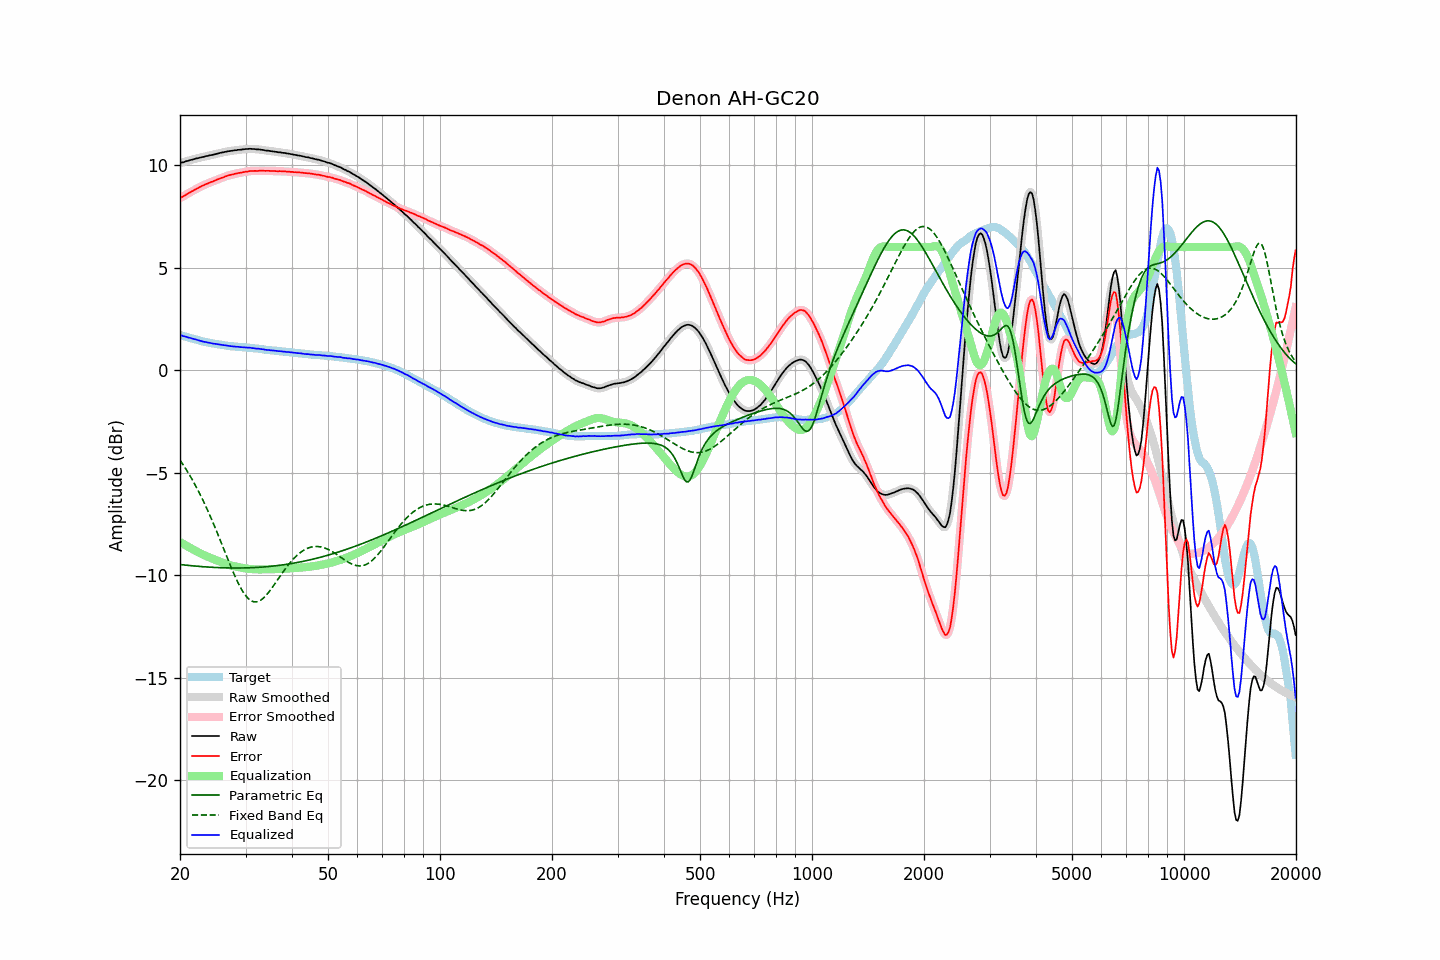 Denon AH-GC20
Amplitude (dBr)
10
5
0
−5
−10
−15
−20
Target
Raw Smoothed
Error Smoothed
Raw
Error
Equalization
Parametric Eq
Fixed Band Eq
Equalized
20 50 100 200 500 1000 2000 5000 10000 20000
Frequency (Hz)